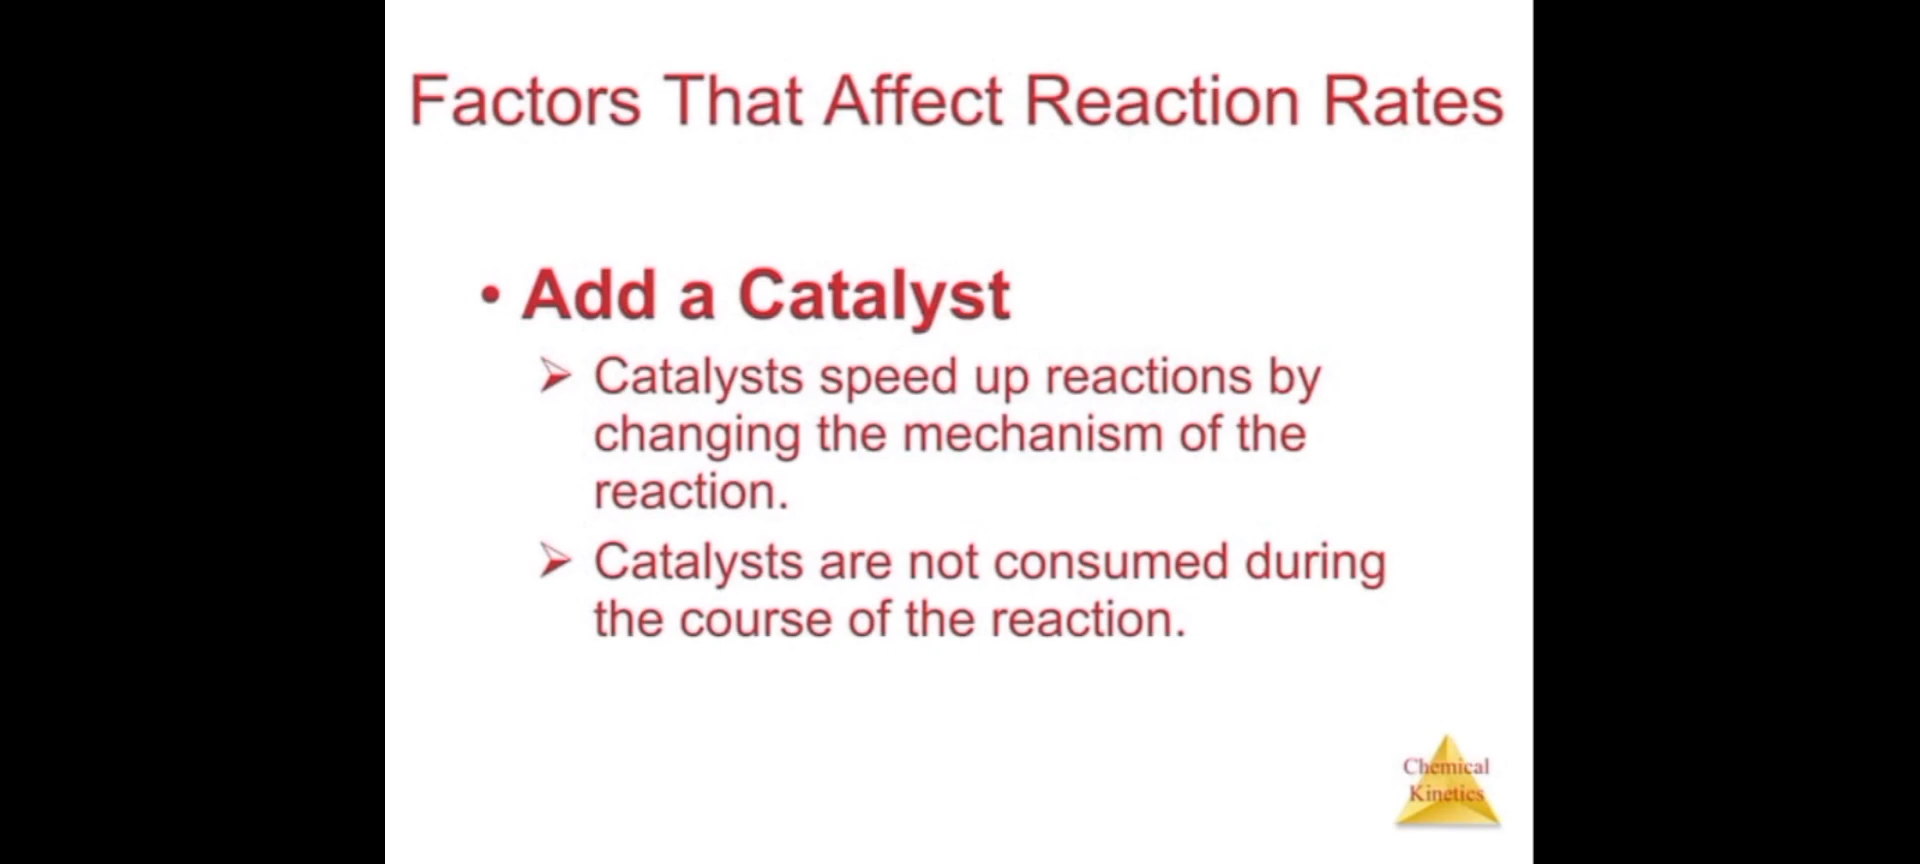 Factors That Affect Reaction Rates
• Add a Catalyst
➢ Catalysts speed up reactions by
changing the mechanism of the
reaction.
➢ Catalysts are not consumed during
the course of the reaction.
Chemical
Kinetics